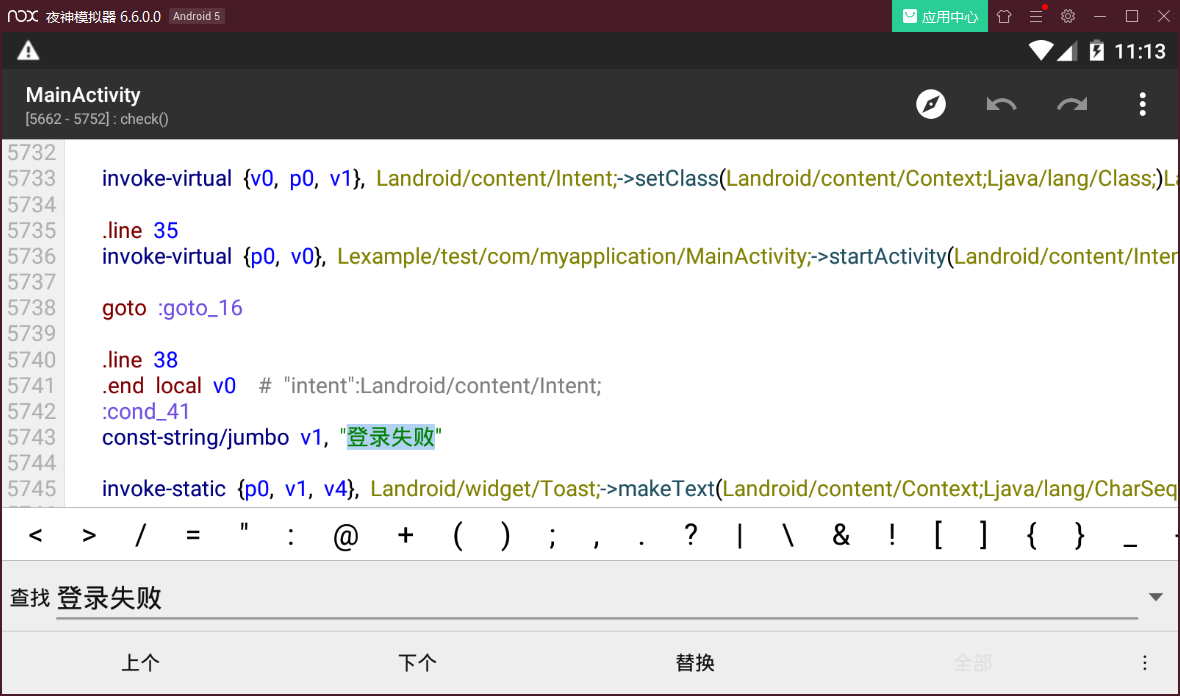 nox 夜神模拟器 6.6.0.0 Android 5 应用中心
11:13
MainActivity
[5662 - 5752] : check()
5732
5733 invoke-virtual {v0, p0, v1}, Landroid/content/Intent;->setClass(Landroid/content/Context;Ljava/lang/Class;)L
5734
5735 .line 35
5736 invoke-virtual {p0, v0}, Lexample/test/com/myapplication/MainActivity;->startActivity(Landroid/content/Inten
5737
5738 goto :goto_16
5739
5740 .line 38
5741 .end local v0 # "intent":Landroid/content/Intent;
5742 :cond_41
5743 const-string/jumbo v1, "登录失败"
5744
5745 invoke-static {p0, v1, v4}, Landroid/widget/Toast;->makeText(Landroid/content/Context;Ljava/lang/CharSeq
< > / = " : @ + ( ) ; , . ? | \ & ! [ ] { } _
查找 登录失败
上个 下个 替换 全部